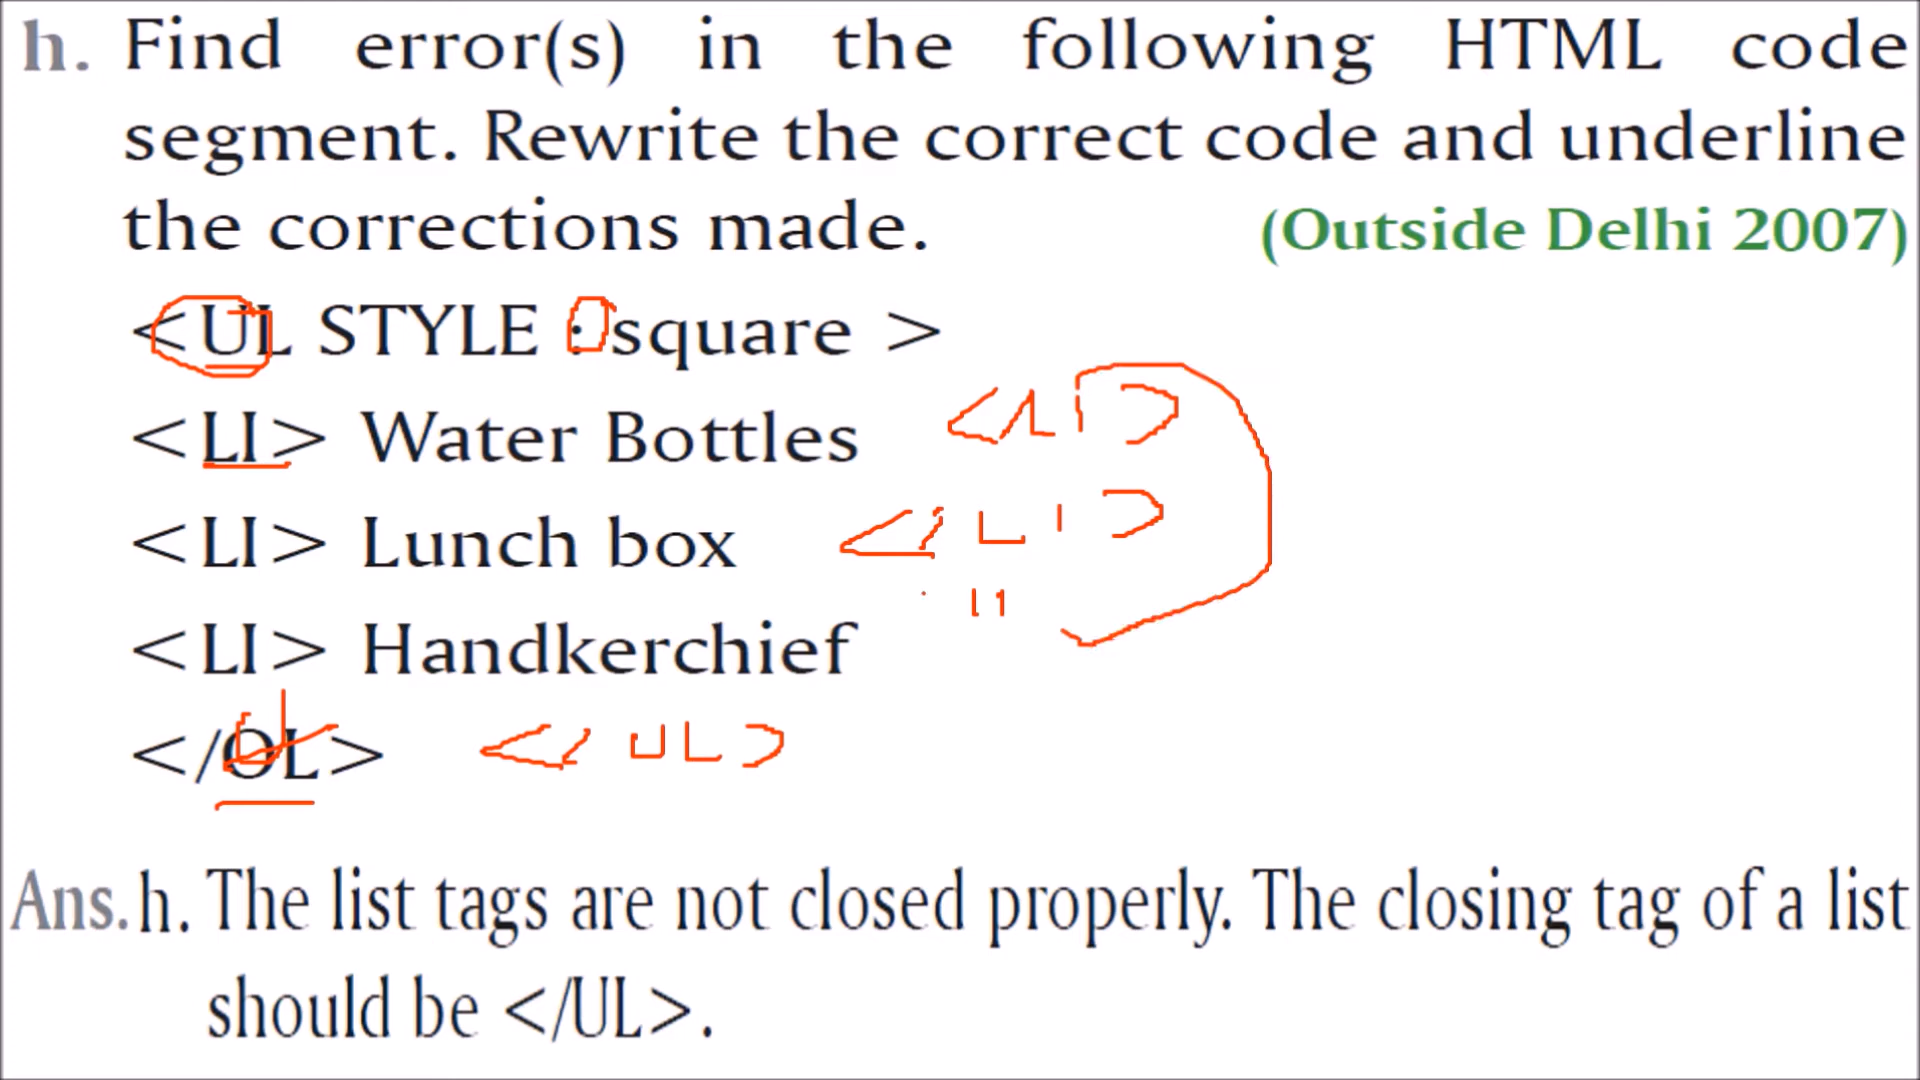 h. Find error(s) in the following HTML code
segment. Rewrite the correct code and underline
the corrections made. (Outside Delhi 2007)
<UL STYLE : square >
<LI> Water Bottles </LI>
<LI> Lunch box </LI>
<LI> Handkerchief
</OL> </UL>
Ans. h. The list tags are not closed properly. The closing tag of a list
should be </UL>.